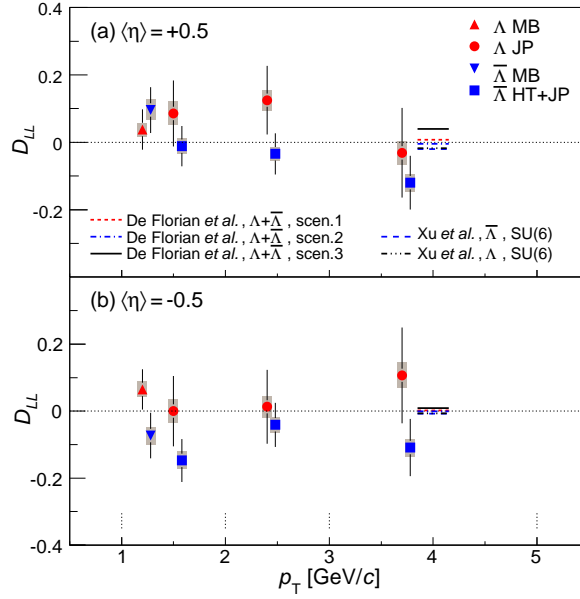 (a) ⟨η⟩ = +0.5
Λ MB
Λ JP
Λ̅ MB
Λ̅ HT+JP
0.2
0
-0.2
D_LL
De Florian et al., Λ+Λ̅, scen.1
De Florian et al., Λ+Λ̅, scen.2
De Florian et al., Λ+Λ̅, scen.3
Xu et al., Λ̅, SU(6)
Xu et al., Λ, SU(6)
(b) ⟨η⟩ = -0.5
0.2
0
-0.2
-0.4
D_LL
1 2 3 4 5
p_T [GeV/c]